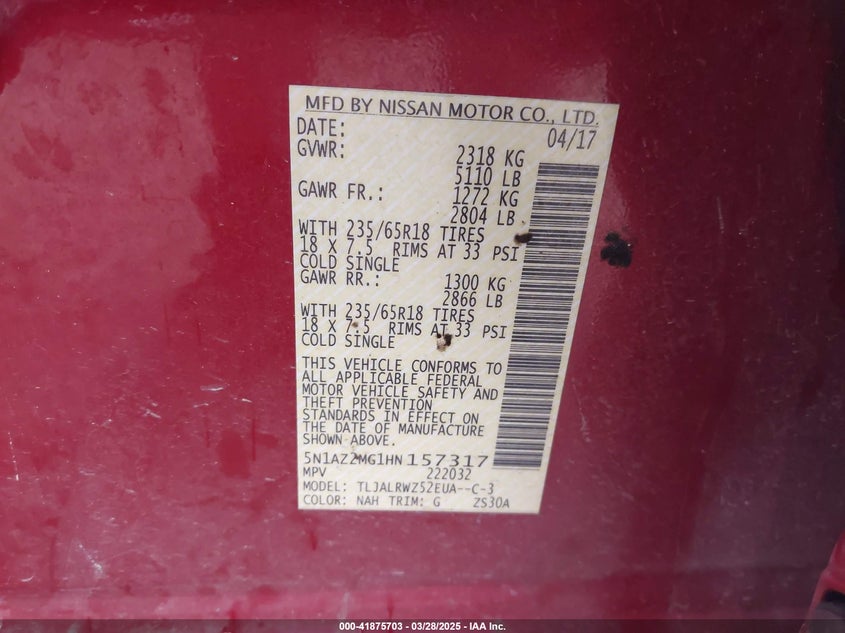 MFD BY NISSAN MOTOR CO., LTD.
DATE: 04/17
GVWR: 2318 KG
5110 LB
GAWR FR.: 1272 KG
2804 LB
WITH 235/65R18 TIRES
18 X 7.5 RIMS AT 33 PSI
COLD SINGLE
GAWR RR.: 1300 KG
2866 LB
WITH 235/65R18 TIRES
18 X 7.5 RIMS AT 33 PSI
COLD SINGLE
THIS VEHICLE CONFORMS TO
ALL APPLICABLE FEDERAL
MOTOR VEHICLE SAFETY AND
THEFT PREVENTION
STANDARDS IN EFFECT ON
THE DATE OF MANUFACTURE
SHOWN ABOVE.
5N1AZ2MG1HN157317
MPV 222032
MODEL: TLJALRWZ52EUA--C-3
COLOR: NAH TRIM: G ZS30A
000-41875703 - 03/28/2025 - IAA Inc.